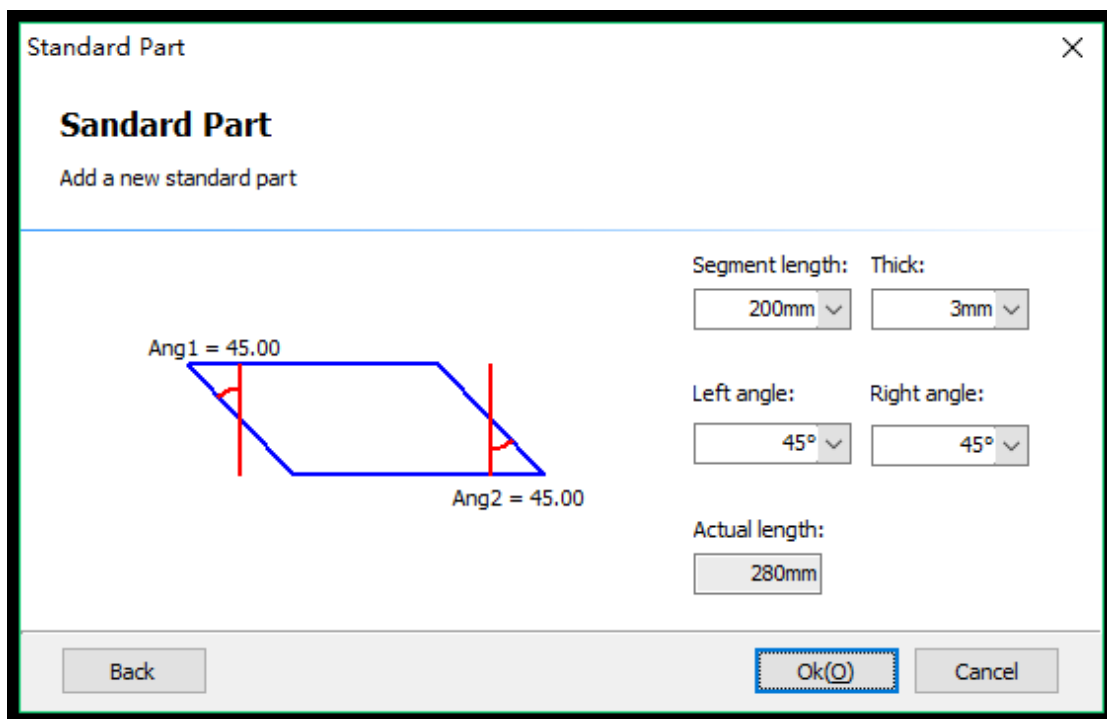 Standard Part
Sandard Part
Add a new standard part
Segment length: Thick:
200mm 3mm
Ang1 = 45.00
Left angle: Right angle:
45° 45°
Ang2 = 45.00
Actual length:
280mm
Back Ok(O) Cancel